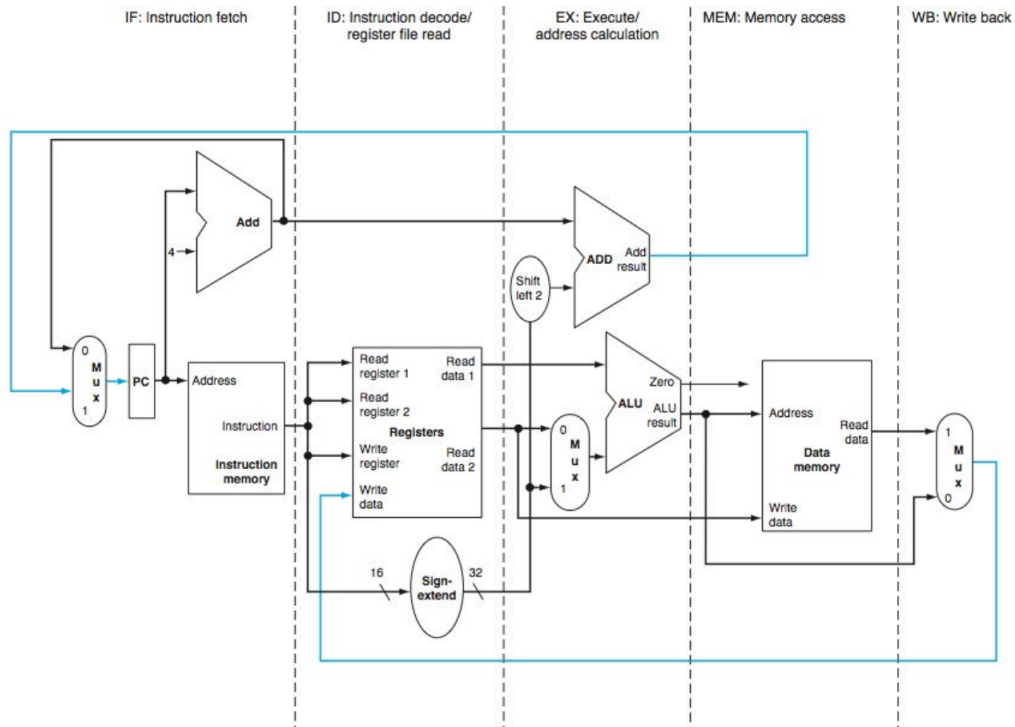 IF: Instruction fetch
ID: Instruction decode/
register file read
EX: Execute/
address calculation
MEM: Memory access
WB: Write back
Add
4
ADD
Add
result
Shift
left 2
0
M
u
x
1
PC
Address
Instruction
Instruction
memory
Read
register 1
Read
register 2
Registers
Write
register
Write
data
Read
data 1
Read
data 2
16
Sign-
extend
32
0
M
u
x
1
Zero
ALU
ALU
result
Address
Read
data
Data
memory
Write
data
1
M
u
x
0